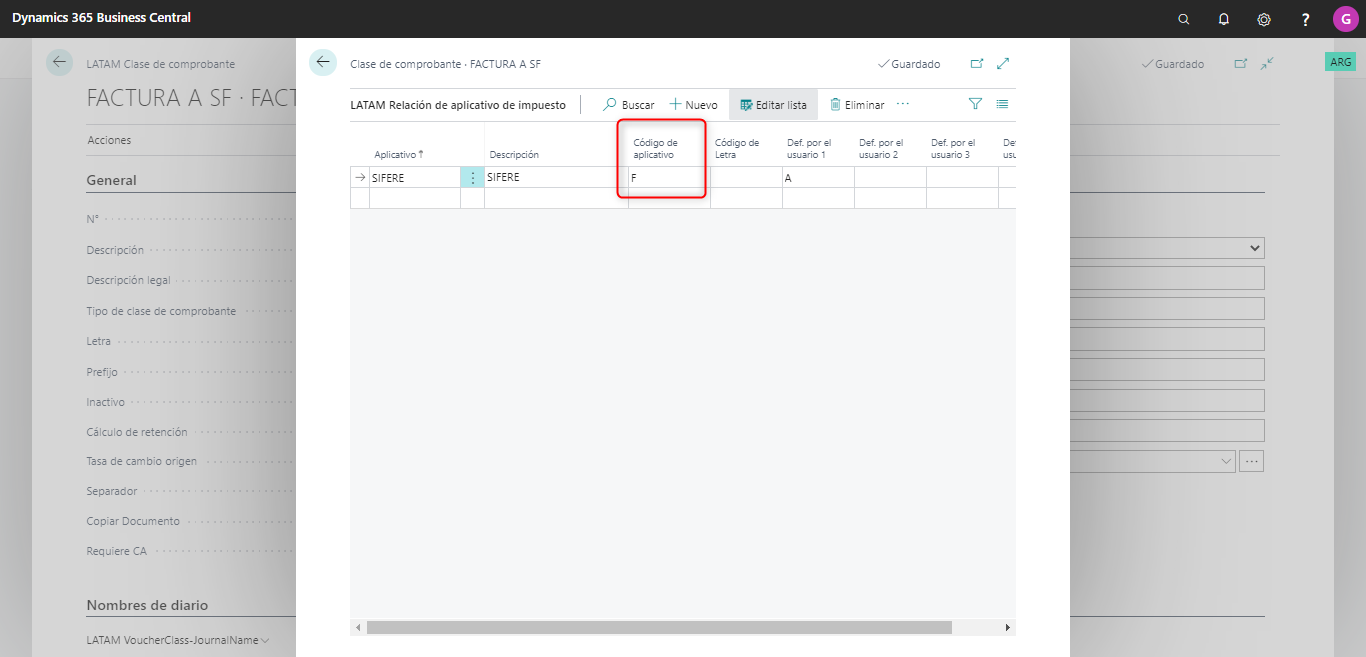 Dynamics 365 Business Central
?
G
LATAM Clase de comprobante
Guardado
ARG
FACTURA A SF · FACT
Acciones
General
N°
Descripción
Descripción legal
Tipo de clase de comprobante
Letra
Prefijo
Inactivo
Cálculo de retención
Tasa de cambio origen
Separador
Copiar Documento
Requiere CA
Nombres de diario
LATAM VoucherClass-JournalName
Clase de comprobante · FACTURA A SF
Guardado
LATAM Relación de aplicativo de impuesto
Buscar
Nuevo
Editar lista
Eliminar
Aplicativo ↑
Descripción
Código de
aplicativo
Código de
Letra
Def. por el
usuario 1
Def. por el
usuario 2
Def. por el
usuario 3
De
usu
SIFERE
SIFERE
F
A